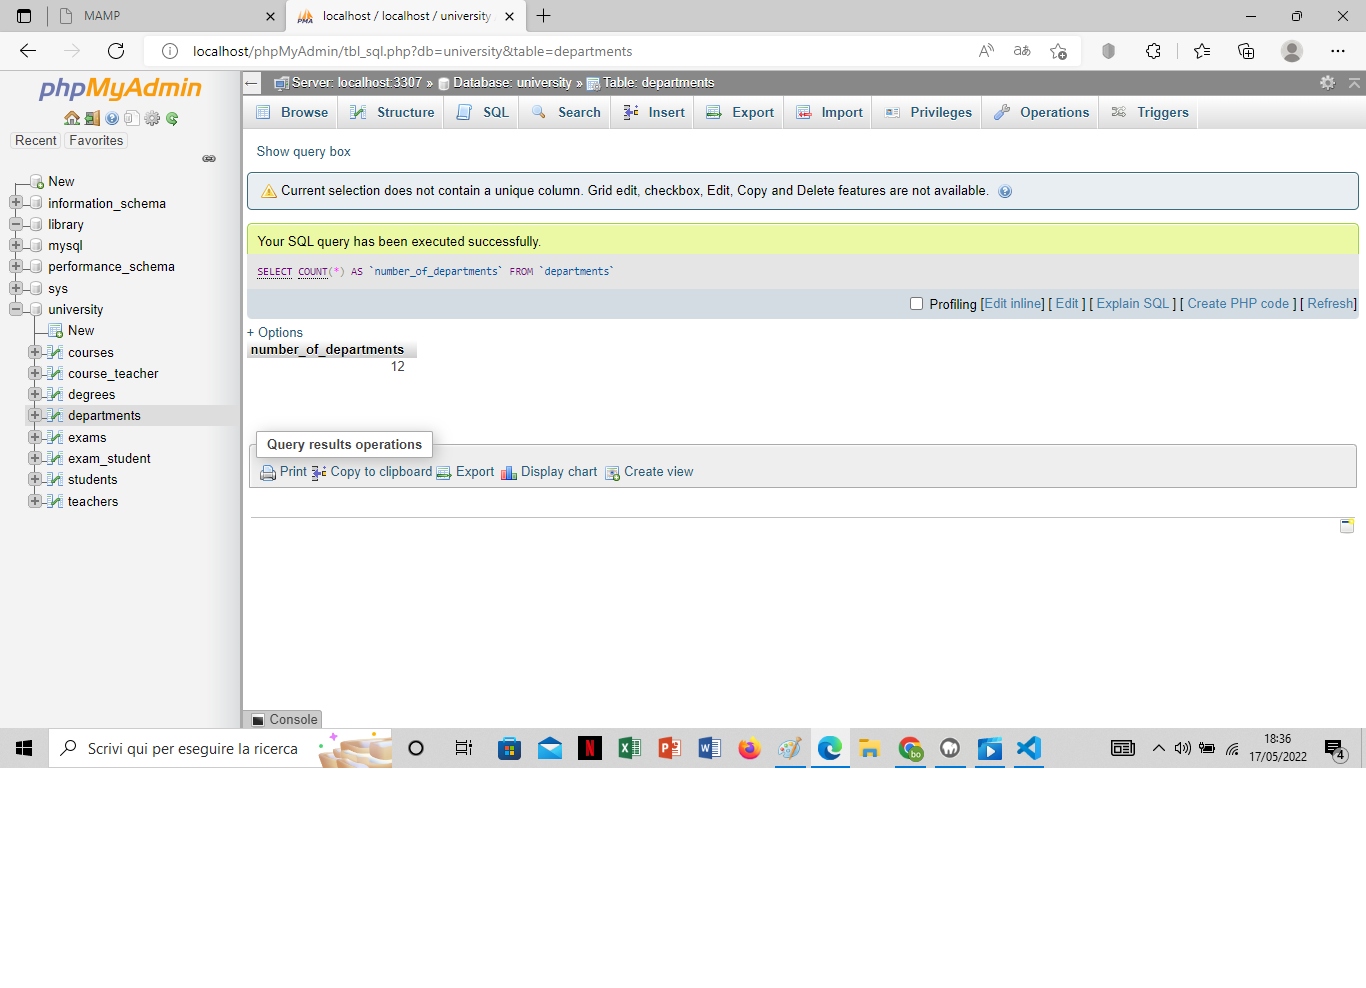 MAMP
localhost / localhost / university
localhost/phpMyAdmin/tbl_sql.php?db=university&table=departments
phpMyAdmin
Recent Favorites
New
information_schema
library
mysql
performance_schema
sys
university
New
courses
course_teacher
degrees
departments
exams
exam_student
students
teachers
Server: localhost:3307 » Database: university » Table: departments
Browse Structure SQL Search Insert Export Import Privileges Operations Triggers
Show query box
Current selection does not contain a unique column. Grid edit, checkbox, Edit, Copy and Delete features are not available.
Your SQL query has been executed successfully.
SELECT COUNT(*) AS `number_of_departments` FROM `departments`
Profiling [Edit inline] [ Edit ] [ Explain SQL ] [ Create PHP code ] [ Refresh]
+ Options
number_of_departments
12
Query results operations
Print Copy to clipboard Export Display chart Create view
Console
Scrivi qui per eseguire la ricerca
18:36
17/05/2022
4